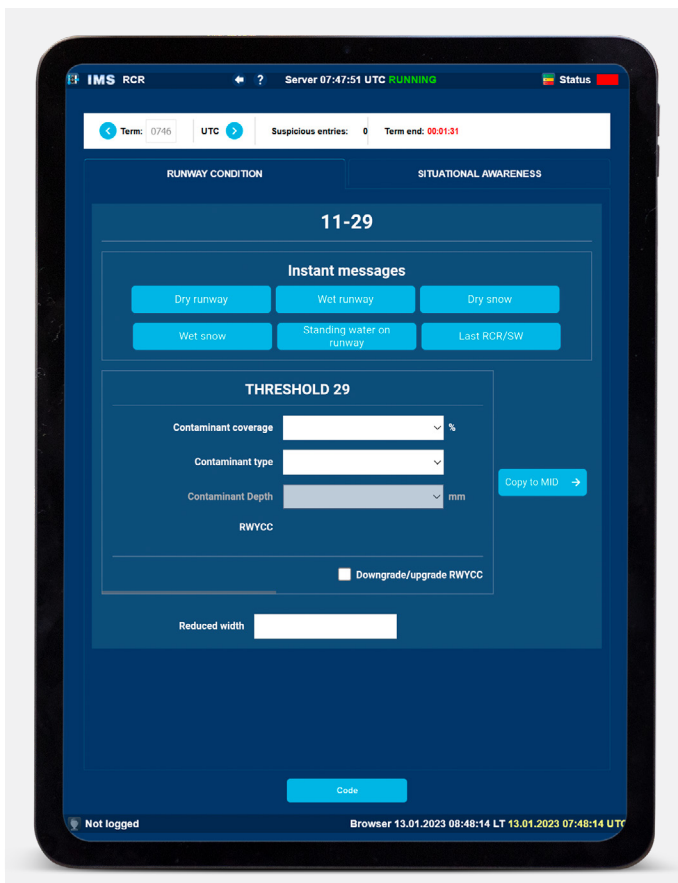 IMS RCR ? Server 07:47:51 UTC RUNNING Status
Term: 0746 UTC Suspicious entries: 0 Term end: 00:01:31
RUNWAY CONDITION SITUATIONAL AWARENESS
11-29
Instant messages
Dry runway Wet runway Dry snow
Wet snow Standing water on runway Last RCR/SW
THRESHOLD 29
Contaminant coverage %
Contaminant type
Copy to MID →
Contaminant Depth mm
RWYCC
Downgrade/upgrade RWYCC
Reduced width
Code
Not logged Browser 13.01.2023 08:48:14 LT 13.01.2023 07:48:14 UTC